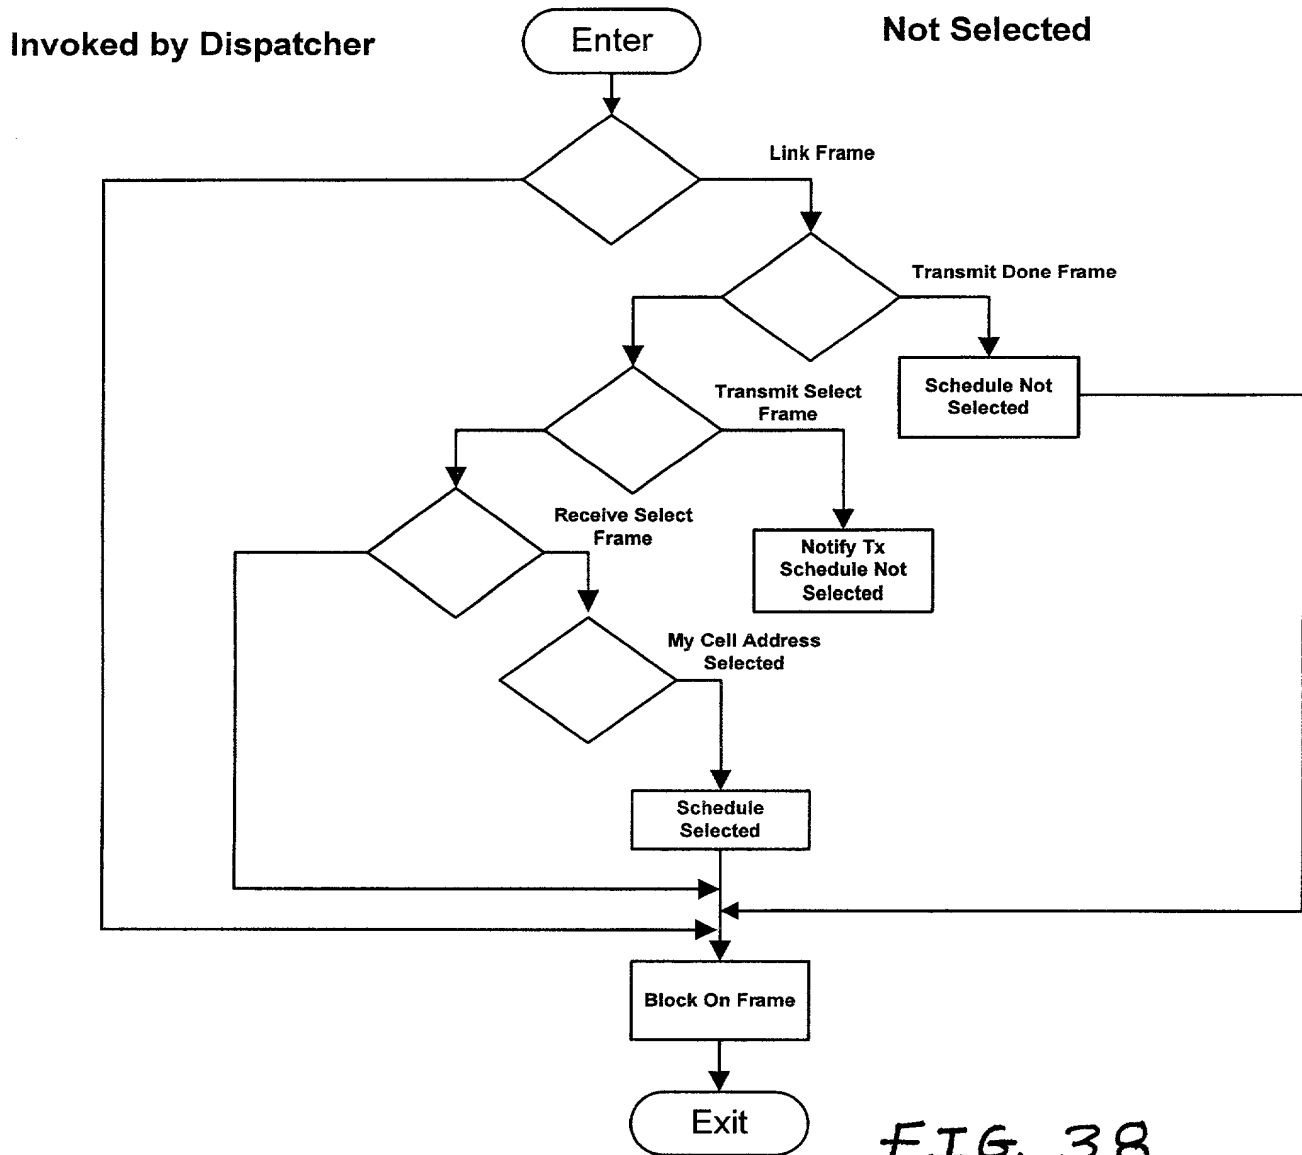 Invoked by Dispatcher
Enter
Not Selected
Link Frame
Transmit Done Frame
Schedule Not
Selected
Transmit Select
Frame
Receive Select
Frame
Notify Tx
Schedule Not
Selected
My Cell Address
Selected
Schedule
Selected
Block On Frame
Exit
FIG. 38